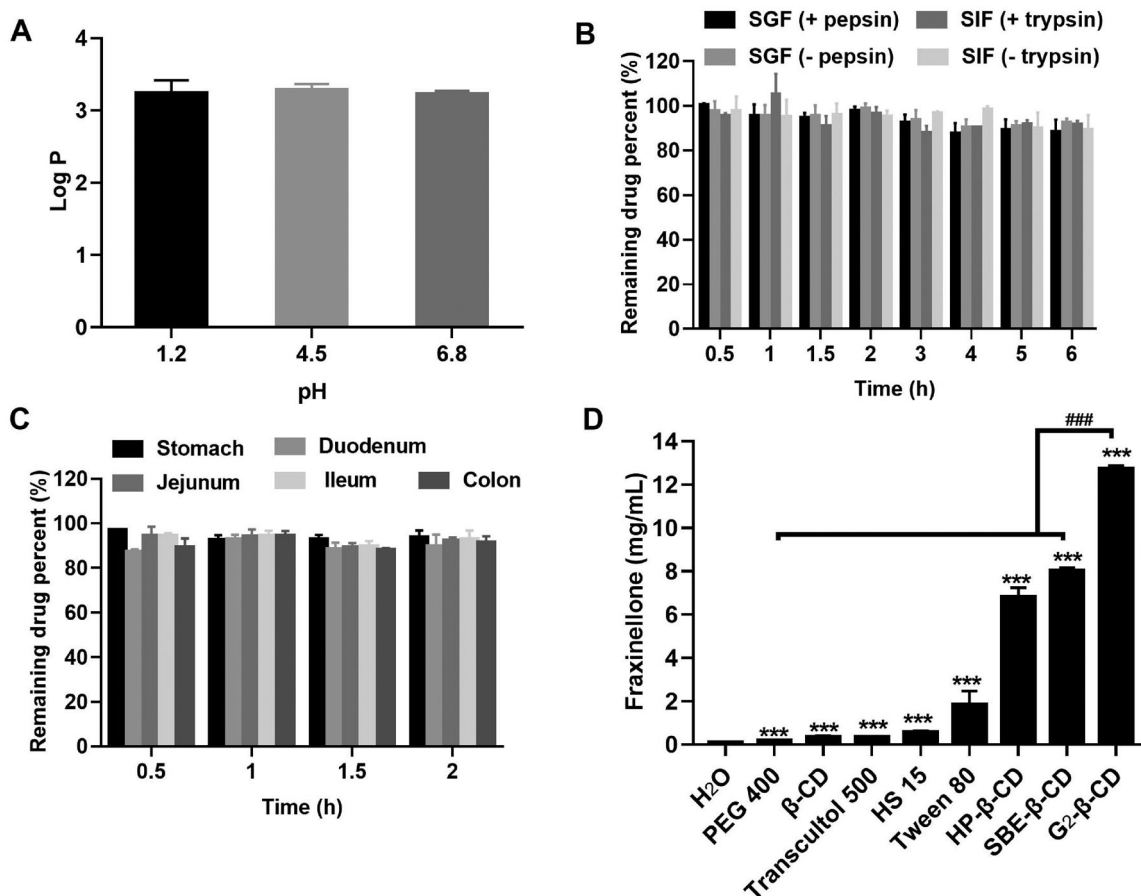 A
Log P
4
3
2
1
0
1.2 4.5 6.8
pH
B
SGF (+ pepsin) SIF (+ trypsin)
SGF (- pepsin) SIF (- trypsin)
Remaining drug percent (%)
120
100
80
60
40
20
0
0.5 1 1.5 2 3 4 5 6
Time (h)
C
Stomach Duodenum
Jejunum Ileum Colon
Remaining drug percent (%)
120
100
80
60
40
20
0
0.5 1 1.5 2
Time (h)
D
###
Fraxinellone (mg/mL)
14
12
10
8
6
4
2
0
*** *** *** *** *** *** *** ***
H2O
PEG 400
β-CD
Transcultol 500
HS 15
Tween 80
HP-β-CD
SBE-β-CD
G2-β-CD